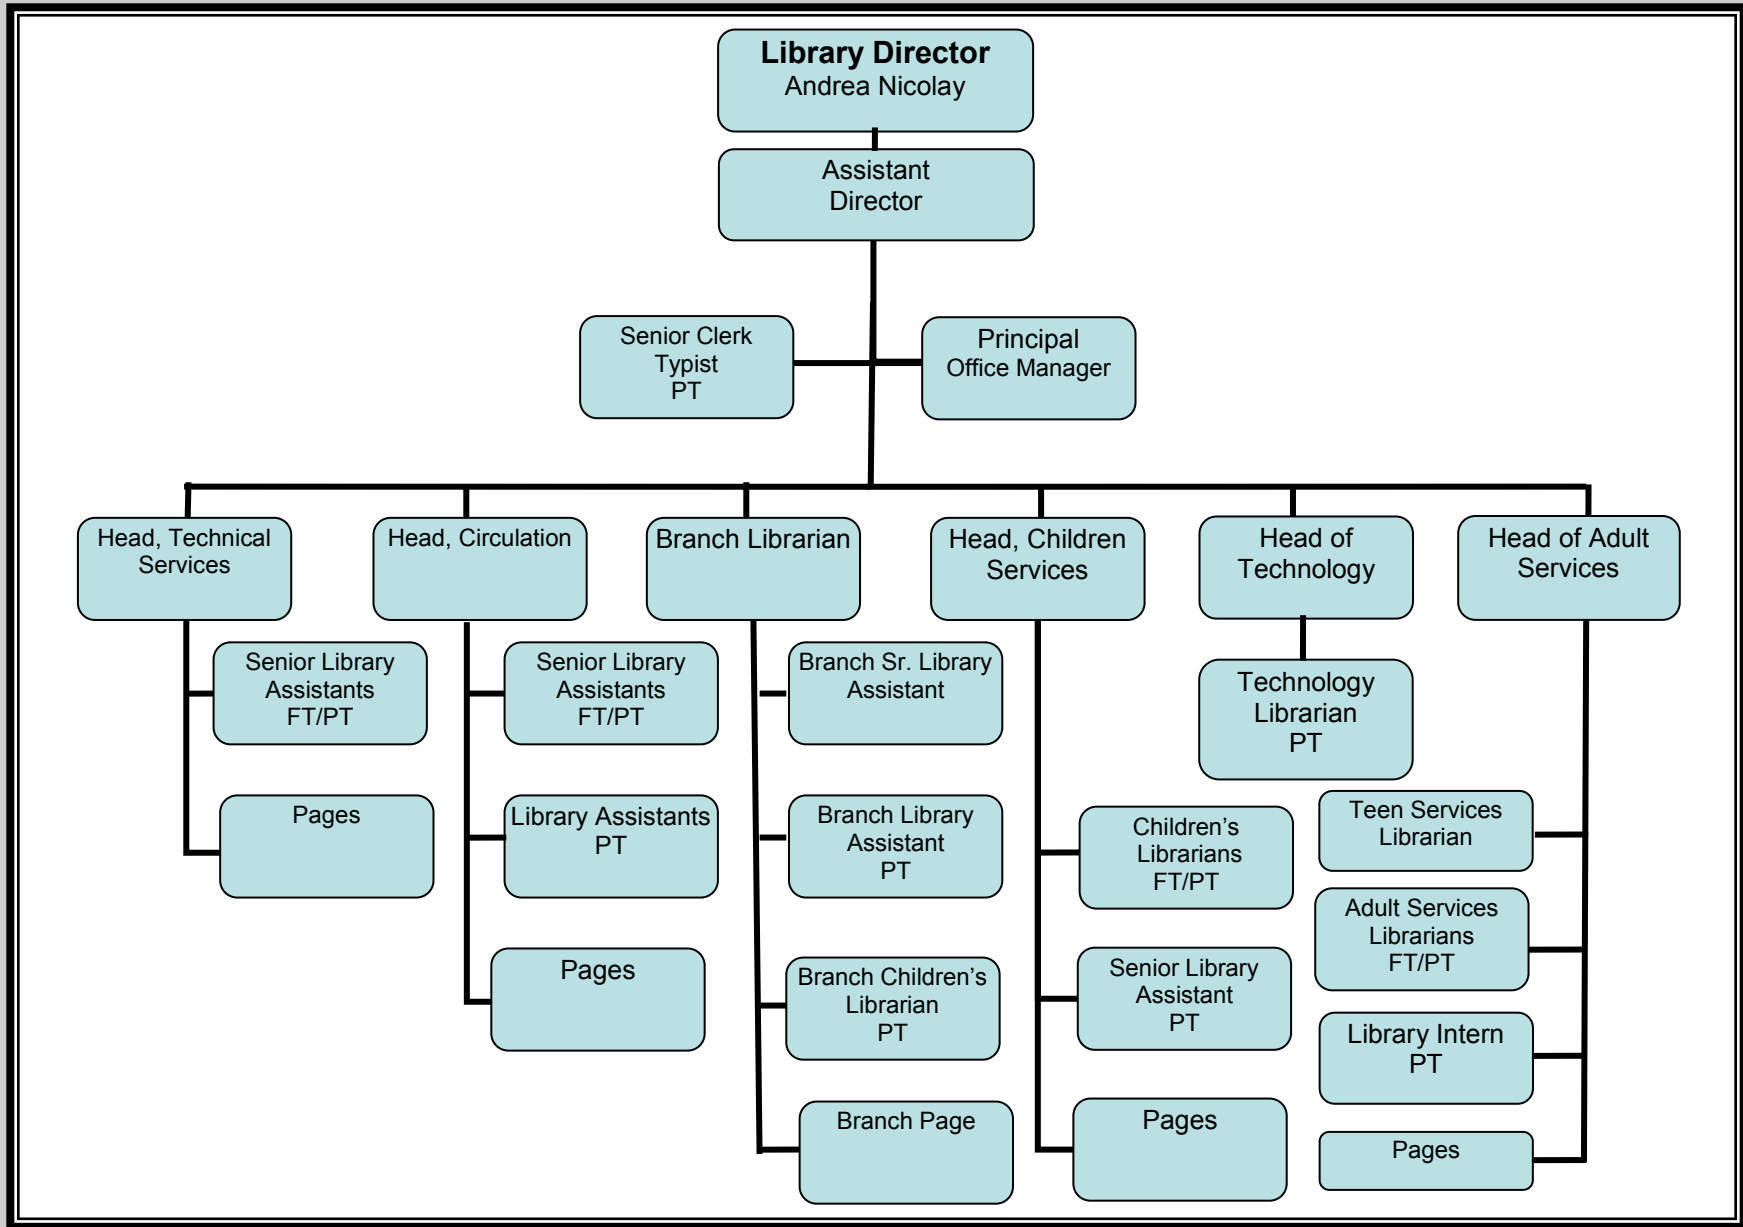 Library Director
Andrea Nicolay
Assistant
Director
Senior Clerk
Typist
PT
Principal
Office Manager
Head, Technical
Services
Head, Circulation
Branch Librarian
Head, Children
Services
Head of
Technology
Head of Adult
Services
Senior Library
Assistants
FT/PT
Pages
Senior Library
Assistants
FT/PT
Library Assistants
PT
Pages
Branch Sr. Library
Assistant
Branch Library
Assistant
PT
Branch Children’s
Librarian
PT
Branch Page
Children’s
Librarians
FT/PT
Senior Library
Assistant
PT
Pages
Technology
Librarian
PT
Teen Services
Librarian
Adult Services
Librarians
FT/PT
Library Intern
PT
Pages